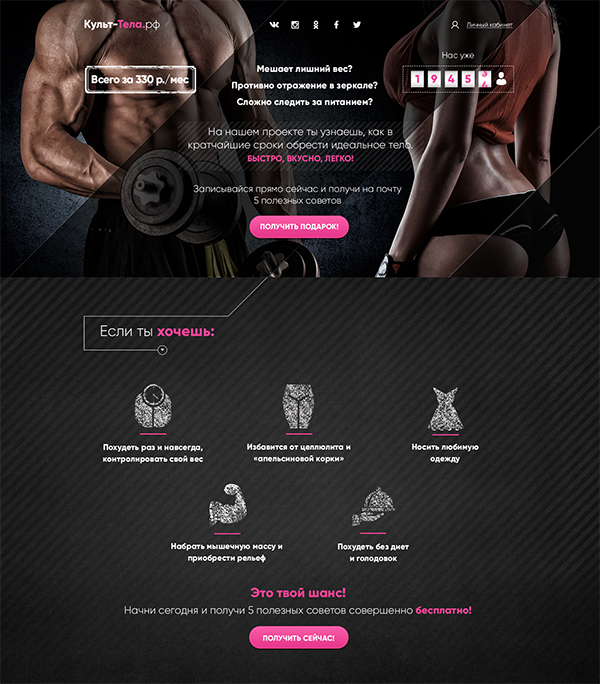 Культ-Тела.рф
Личный кабинет
Нас уже
Всего за 330 р./мес
1 9 4 5
Мешает лишний вес?
Противно отражение в зеркале?
Сложно следить за питанием?
На нашем проекте ты узнаешь, как в
кратчайшие сроки обрести идеальное тело.
БЫСТРО, ВКУСНО, ЛЕГКО!
Записывайся прямо сейчас и получи на почту
5 полезных советов
ПОЛУЧИТЬ ПОДАРОК!
Если ты хочешь:
Похудеть раз и навсегда,
контролировать свой вес
Избавится от целлюлита и
«апельсиновой корки»
Носить любимую
одежду
Набрать мышечную массу и
приобрести рельеф
Похудеть без диет
и голодовок
Это твой шанс!
Начни сегодня и получи 5 полезных советов совершенно бесплатно!
ПОЛУЧИТЬ СЕЙЧАС!